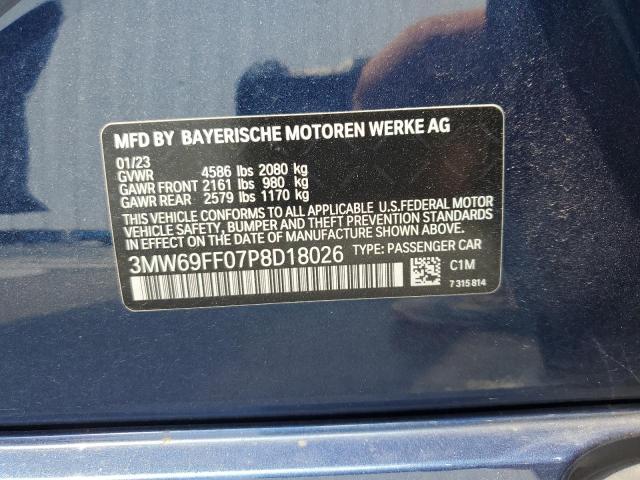 MFD BY BAYERISCHE MOTOREN WERKE AG
01/23
GVWR 4586 lbs 2080 kg
GAWR FRONT 2161 lbs 980 kg
GAWR REAR 2579 lbs 1170 kg
THIS VEHICLE CONFORMS TO ALL APPLICABLE U.S.FEDERAL MOTOR
VEHICLE SAFETY, BUMPER AND THEFT PREVENTION STANDARDS
IN EFFECT ON THE DATE OF MANUFACTURE SHOWN ABOVE.
3MW69FF07P8D18026 TYPE: PASSENGER CAR
C1M
7 315 814